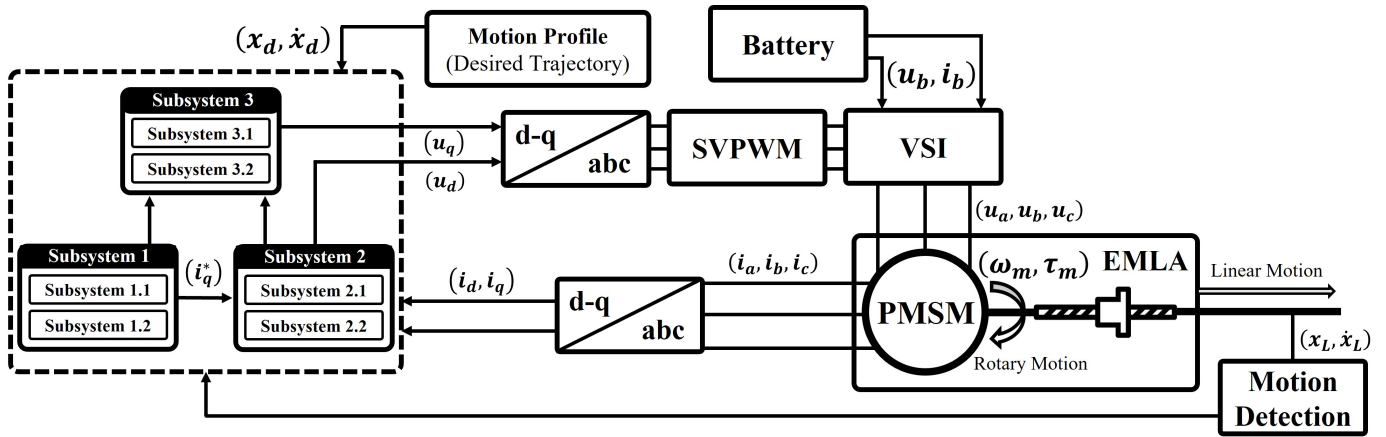 (x_d, ẋ_d)
Motion Profile
(Desired Trajectory)
Battery
(u_b, i_b)
Subsystem 3
Subsystem 3.1
Subsystem 3.2
(u_q)
(u_d)
d-q
abc
SVPWM
VSI
(u_a, u_b, u_c)
Subsystem 1
Subsystem 1.1
Subsystem 1.2
(i_q^*)
Subsystem 2
Subsystem 2.1
Subsystem 2.2
(i_d, i_q)
d-q
abc
(i_a, i_b, i_c)
PMSM
(ω_m, τ_m)
EMLA
Rotary Motion
Linear Motion
(x_L, ẋ_L)
Motion
Detection